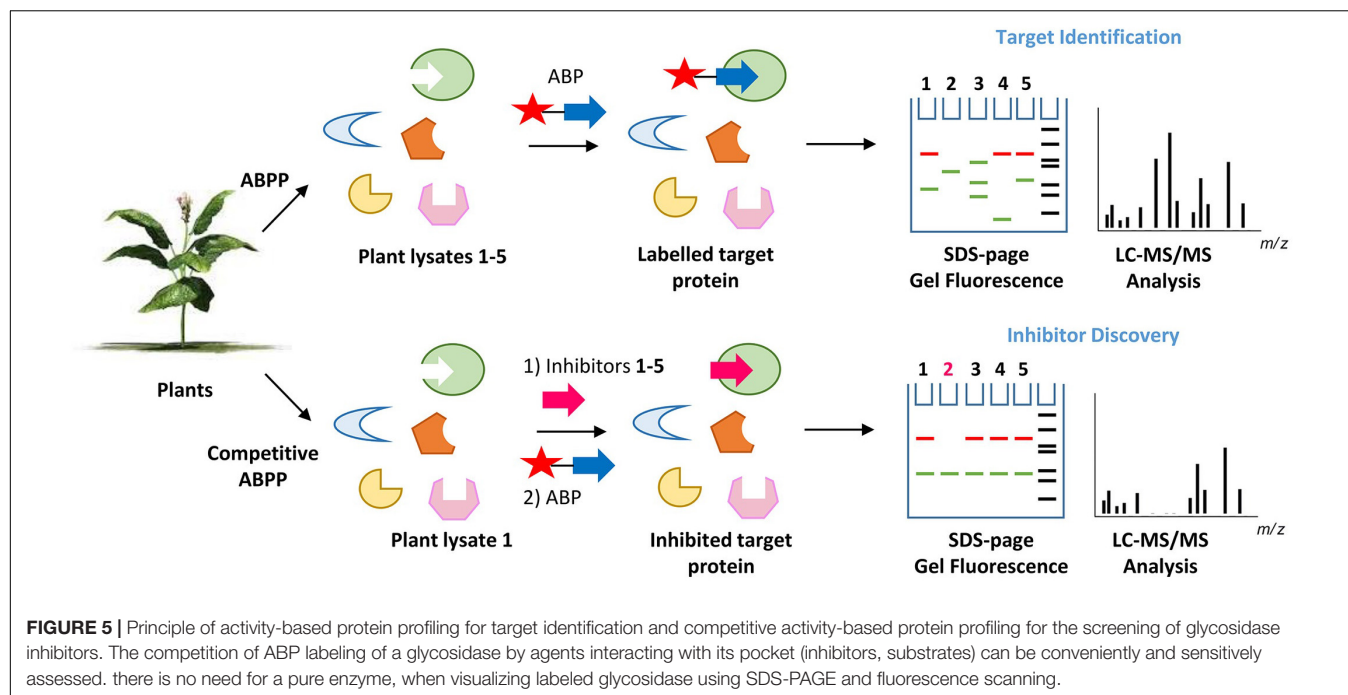 Target Identification
ABP
1 2 3 4 5
ABPP
m/z
Plant lysates 1-5
Labelled target
protein
SDS-page
Gel Fluorescence
LC-MS/MS
Analysis
Inhibitor Discovery
1) Inhibitors 1-5
1 2 3 4 5
Plants
Competitive
ABPP
2) ABP
m/z
Plant lysate 1
Inhibited target
protein
SDS-page
Gel Fluorescence
LC-MS/MS
Analysis
FIGURE 5 | Principle of activity-based protein profiling for target identification and competitive activity-based protein profiling for the screening of glycosidase
inhibitors. The competition of ABP labeling of a glycosidase by agents interacting with its pocket (inhibitors, substrates) can be conveniently and sensitively
assessed. there is no need for a pure enzyme, when visualizing labeled glycosidase using SDS-PAGE and fluorescence scanning.